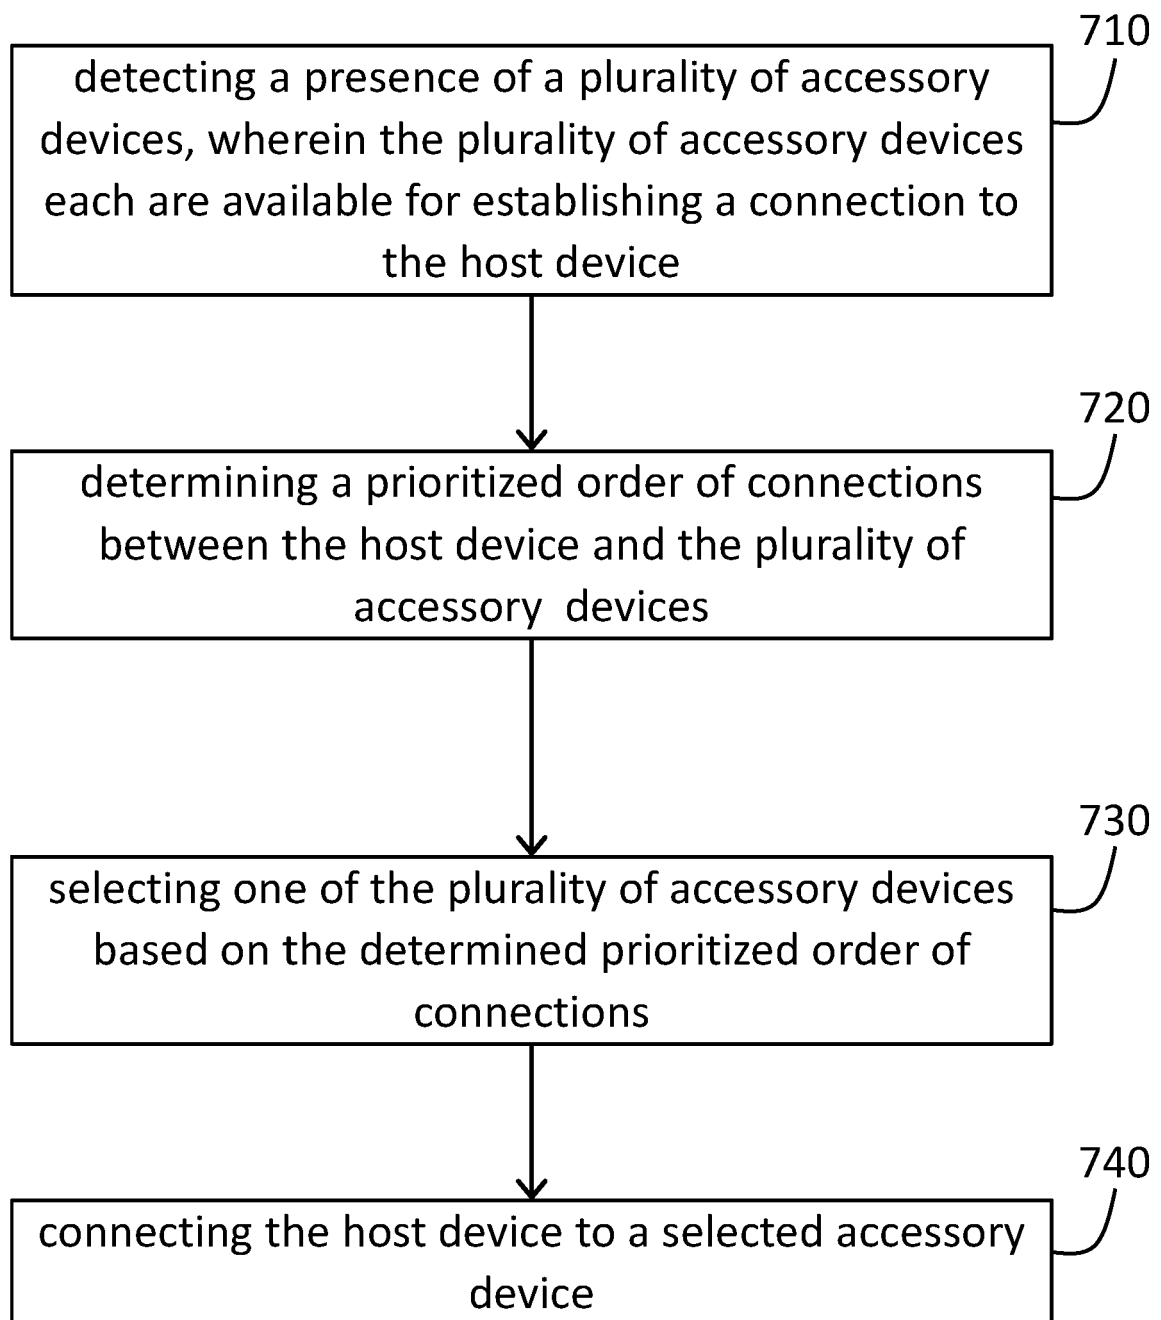 710
detecting a presence of a plurality of accessory
devices, wherein the plurality of accessory devices
each are available for establishing a connection to
the host device
720
determining a prioritized order of connections
between the host device and the plurality of
accessory devices
730
selecting one of the plurality of accessory devices
based on the determined prioritized order of
connections
740
connecting the host device to a selected accessory
device